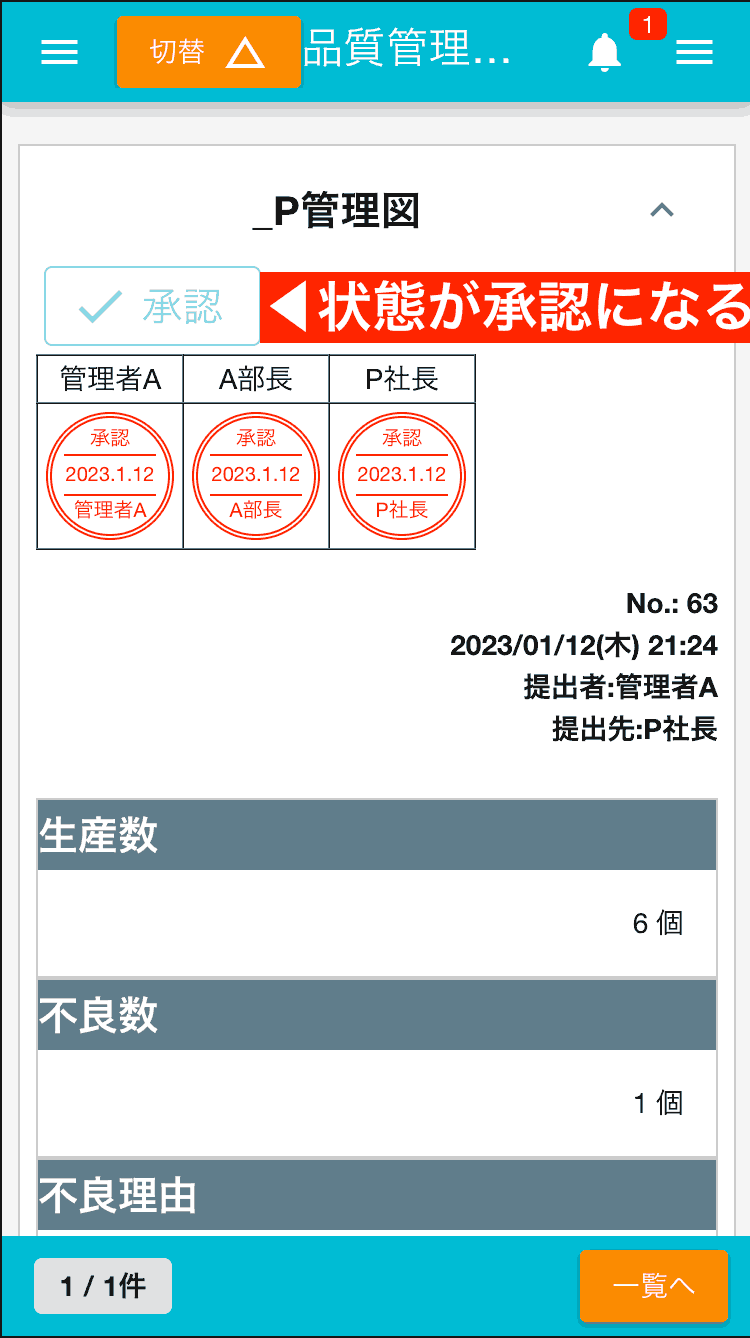 切替 品質管理... 1
_P管理図
承認 状態が承認になる
管理者A A部長 P社長
承認 承認 承認
2023.1.12 2023.1.12 2023.1.12
管理者A A部長 P社長
No.: 63
2023/01/12(木) 21:24
提出者:管理者A
提出先:P社長
生産数
6 個
不良数
1 個
不良理由
1 / 1件 一覧へ